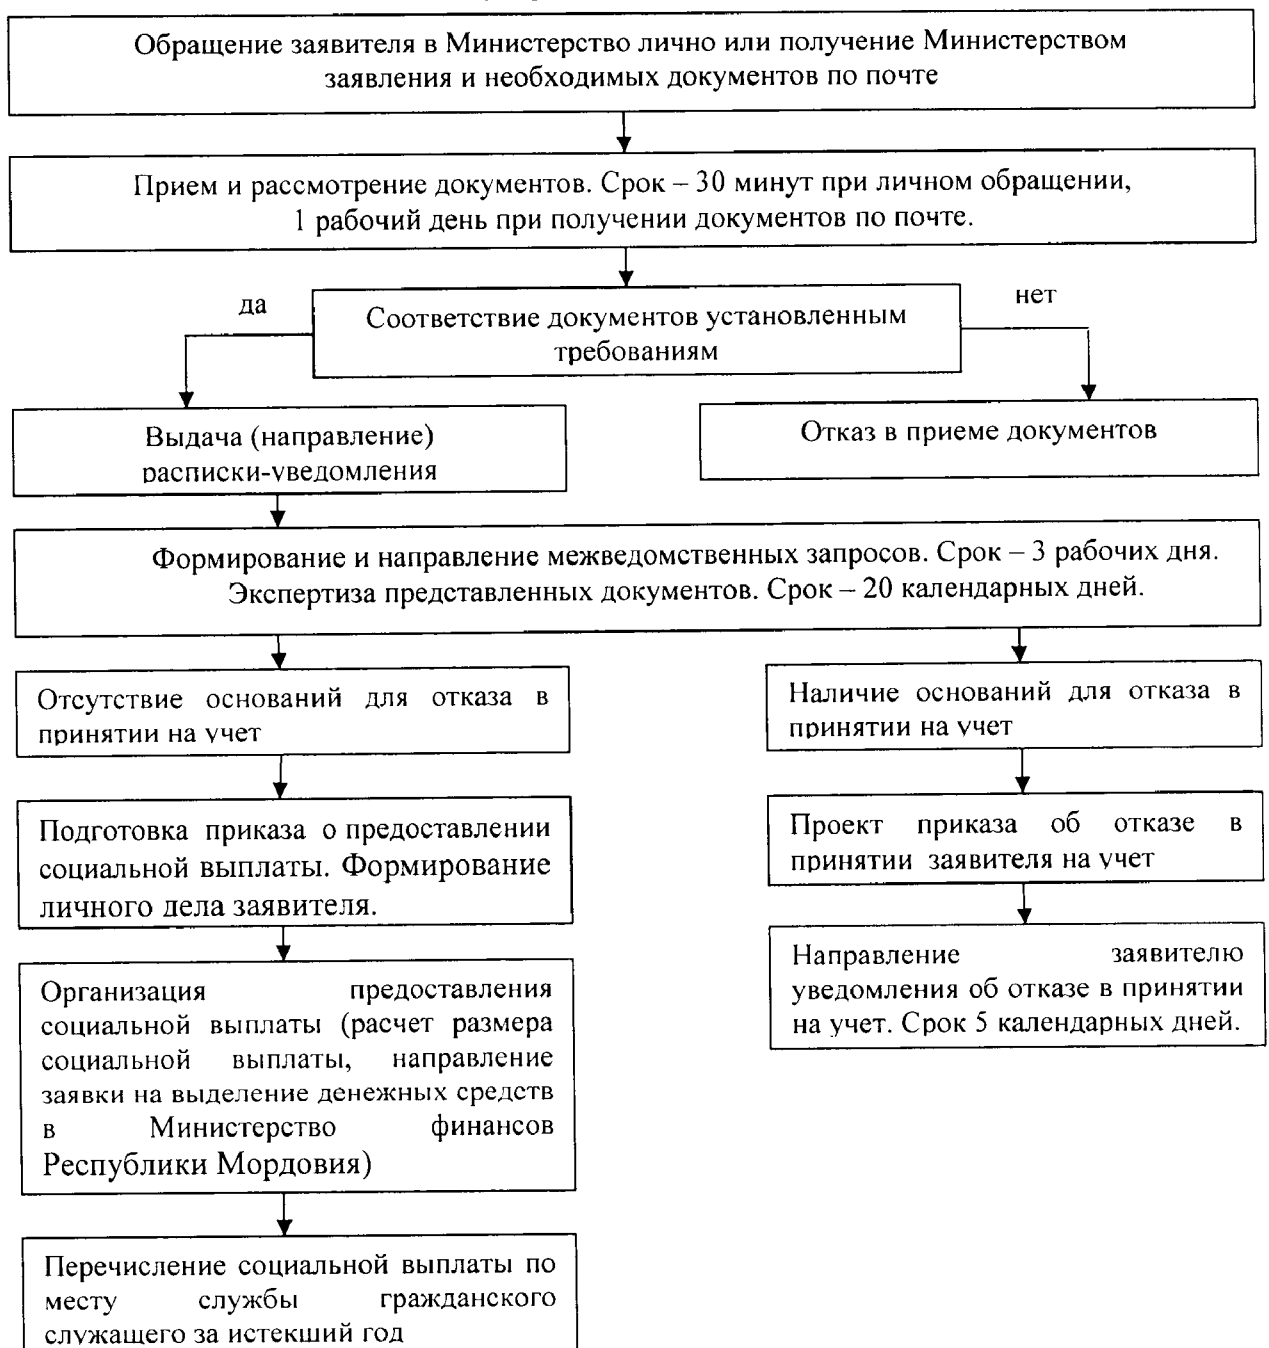 Обращение заявителя в Министерство лично или получение Министерством
заявления и необходимых документов по почте
Прием и рассмотрение документов. Срок – 30 минут при личном обращении,
1 рабочий день при получении документов по почте.
да
нет
Соответствие документов установленным
требованиям
Выдача (направление)
расписки-уведомления
Отказ в приеме документов
Формирование и направление межведомственных запросов. Срок – 3 рабочих дня.
Экспертиза представленных документов. Срок – 20 календарных дней.
Отсутствие оснований для отказа в
принятии на учет
Наличие оснований для отказа в
принятии на учет
Подготовка приказа о предоставлении
социальной выплаты. Формирование
личного дела заявителя.
Проект приказа об отказе в
принятии заявителя на учет
Направление заявителю
уведомления об отказе в принятии
на учет. Срок 5 календарных дней.
Организация предоставления
социальной выплаты (расчет размера
социальной выплаты, направление
заявки на выделение денежных средств
в Министерство финансов
Республики Мордовия)
Перечисление социальной выплаты по
месту службы гражданского
служащего за истекший год